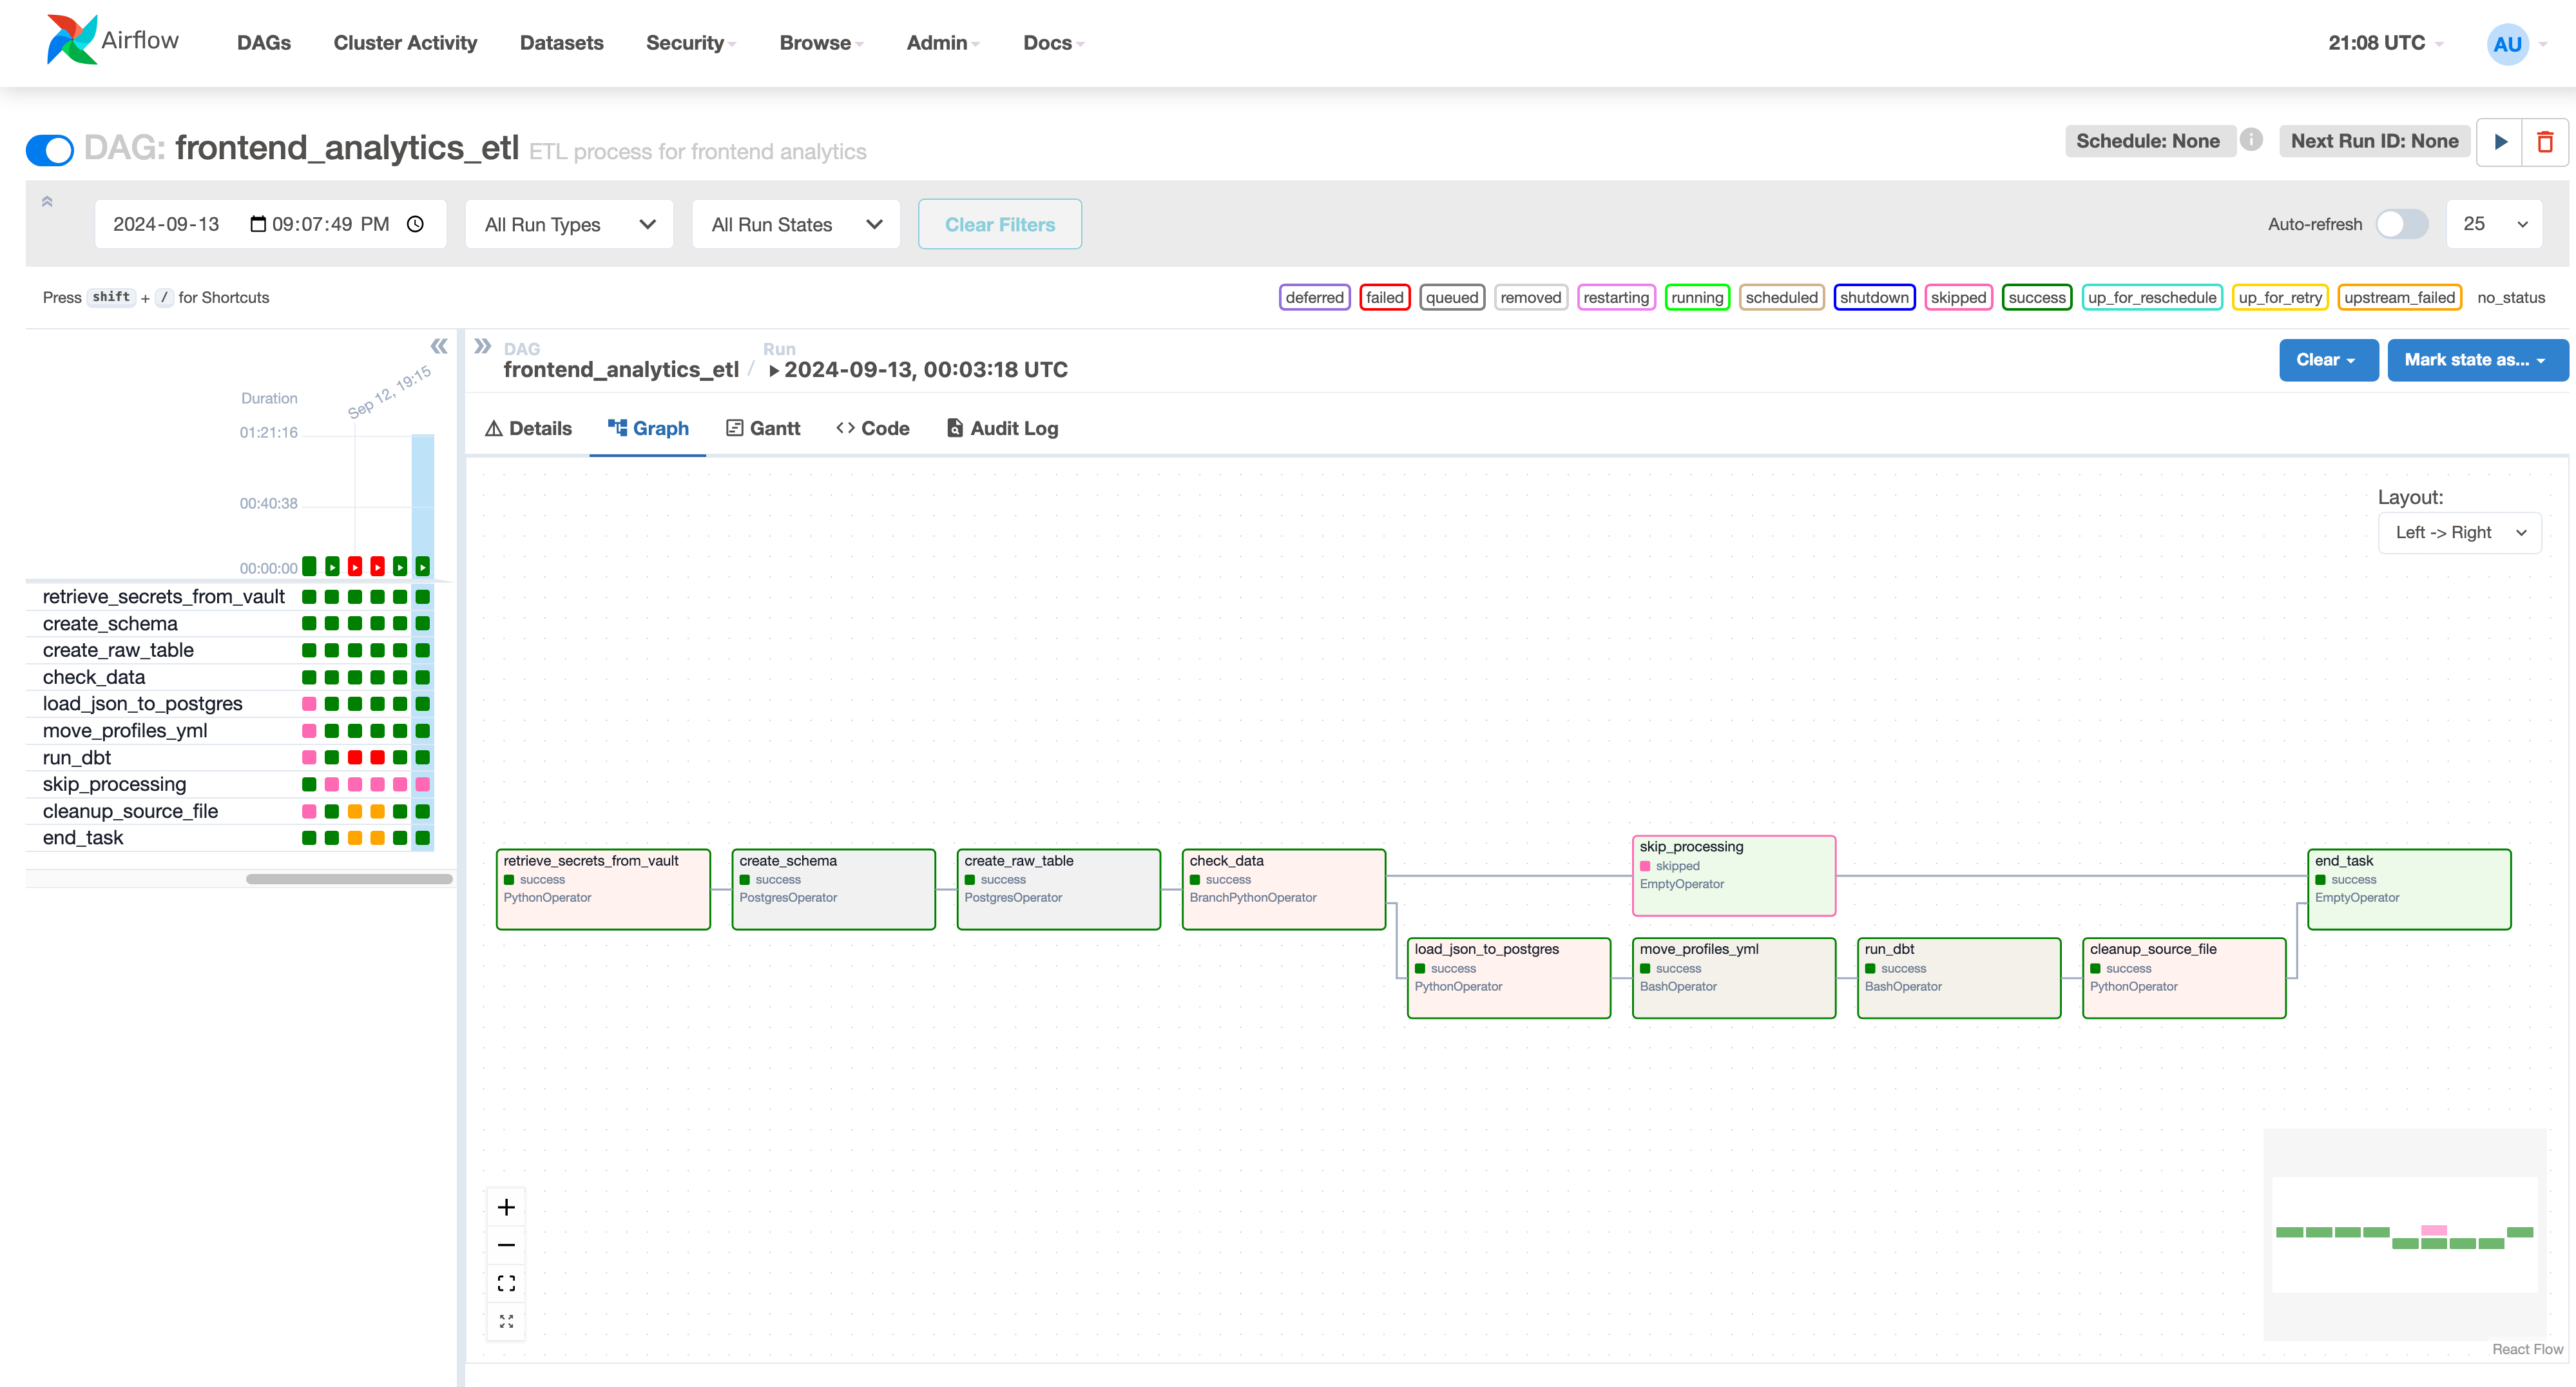 Airflow DAGs Cluster Activity Datasets Security Browse Admin Docs 21:08 UTC AU
DAG: frontend_analytics_etl ETL process for frontend analytics Schedule: None Next Run ID: None
2024-09-13 09:07:49 PM All Run Types All Run States Clear Filters Auto-refresh 25
Press shift + / for Shortcuts deferred failed queued removed restarting running scheduled shutdown skipped success up_for_reschedule up_for_retry upstream_failed no_status
Duration
Sep 12, 19:15
01:21:16
00:40:38
00:00:00
retrieve_secrets_from_vault
create_schema
create_raw_table
check_data
load_json_to_postgres
move_profiles_yml
run_dbt
skip_processing
cleanup_source_file
end_task
DAG Run
frontend_analytics_etl / 2024-09-13, 00:03:18 UTC
Clear Mark state as...
Details Graph Gantt Code Audit Log
Layout:
Left -> Right
retrieve_secrets_from_vault
success
PythonOperator
create_schema
success
PostgresOperator
create_raw_table
success
PostgresOperator
check_data
success
BranchPythonOperator
skip_processing
skipped
EmptyOperator
load_json_to_postgres
success
PythonOperator
move_profiles_yml
success
BashOperator
run_dbt
success
BashOperator
cleanup_source_file
success
PythonOperator
end_task
success
EmptyOperator
React Flow